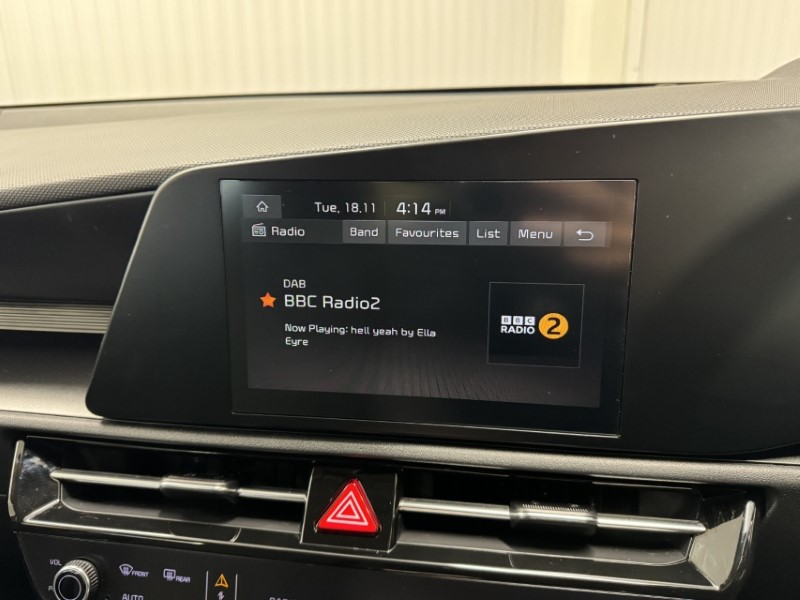 Tue, 18.11 4:14 PM
Radio Band Favourites List Menu
DAB
BBC Radio2
Now Playing: hell yeah by Ella
Eyre
BBC
RADIO 2
VOL
FRONT REAR
AUTO